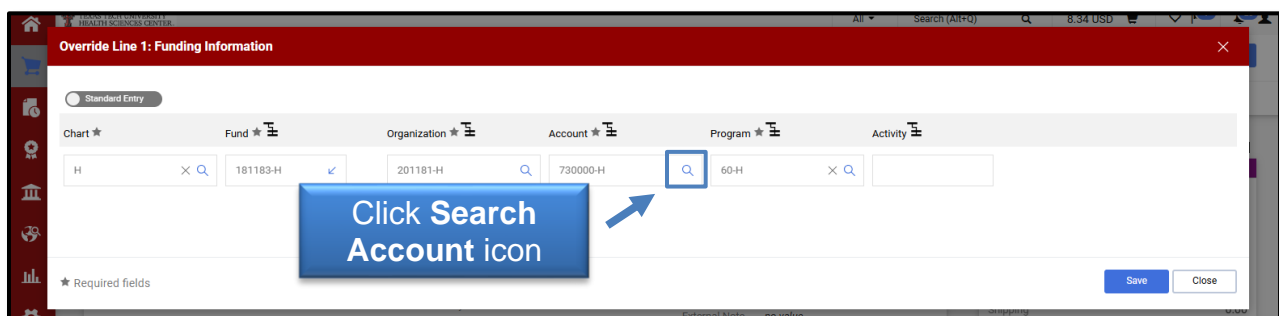 TEXAS TECH UNIVERSITY
HEALTH SCIENCES CENTER
All Search (Alt+Q) 8.34 USD
Override Line 1: Funding Information
Standard Entry
Chart Fund Organization Account Program Activity
H 181183-H 201181-H 730000-H 60-H
Click Search
Account icon
Required fields
Save Close
External Note no value Shipping 0.00